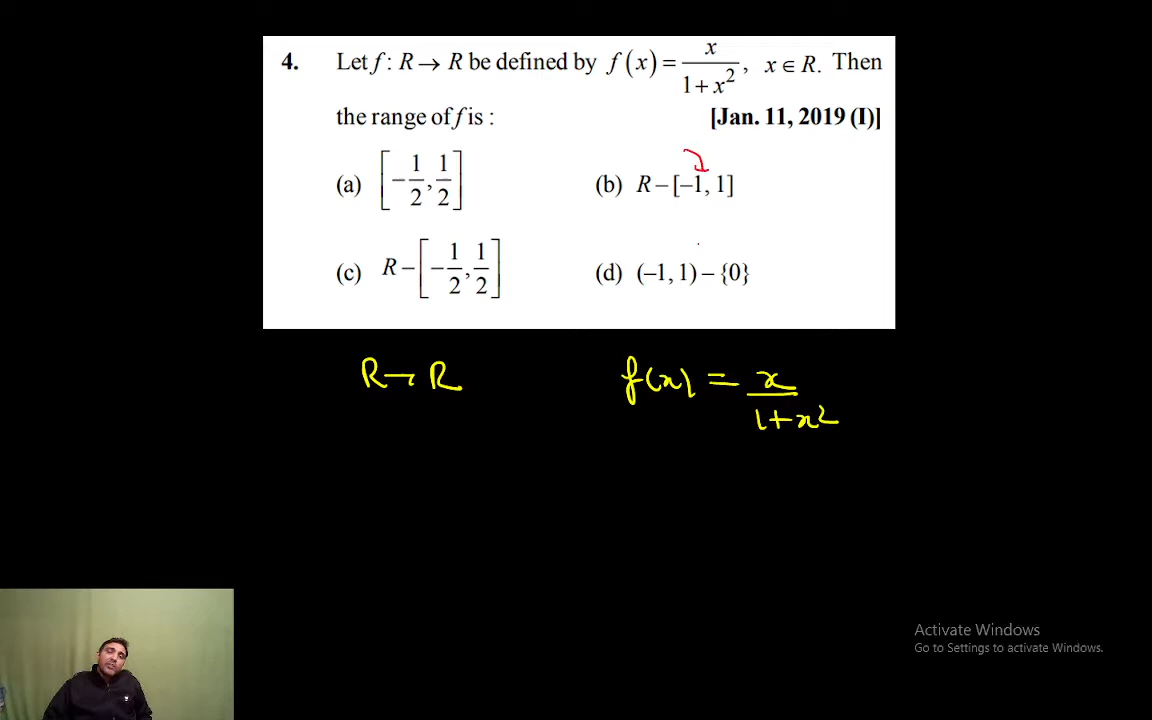 4. Let f : R → R be defined by f(x) = x/(1+x²), x ∈ R. Then
the range of f is : [Jan. 11, 2019 (I)]
(a) [−1/2, 1/2] (b) R – [–1, 1]
(c) R – [−1/2, 1/2] (d) (–1, 1) – {0}
R → R f(x) = x/(1+x²)
Activate Windows
Go to Settings to activate Windows.